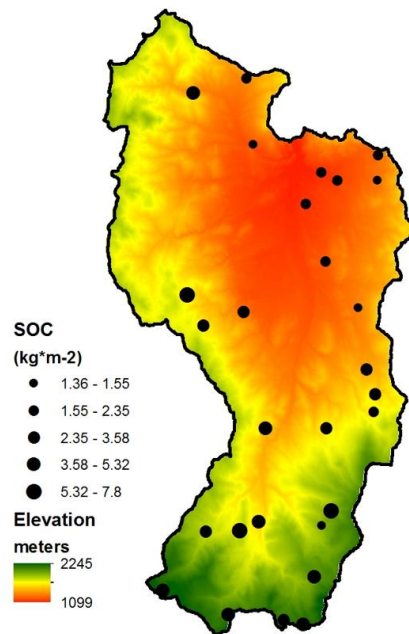 SOC
(kg*m-2)
1.36 - 1.55
1.55 - 2.35
2.35 - 3.58
3.58 - 5.32
5.32 - 7.8
Elevation
meters
2245
1099